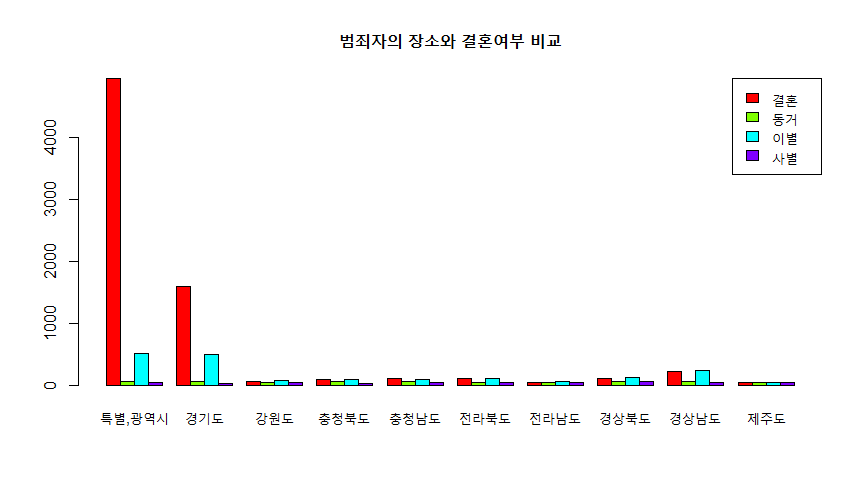 범죄자의 장소와 결혼여부 비교
결혼
동거
이별
사별
4000
3000
2000
1000
0
특별,광역시 경기도 강원도 충청북도 충청남도 전라북도 전라남도 경상북도 경상남도 제주도